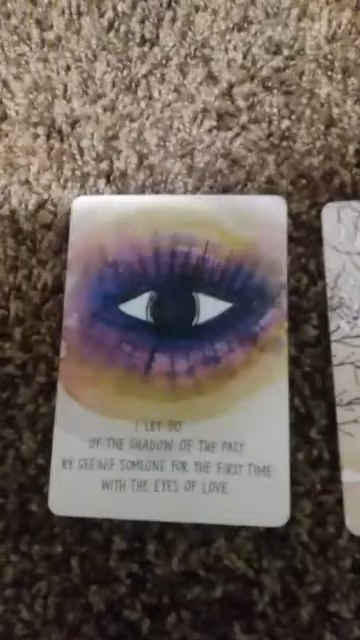 I LET GO
OF THE SHADOW OF THE PAST
BY SEEING SOMEONE FOR THE FIRST TIME
WITH THE EYES OF LOVE